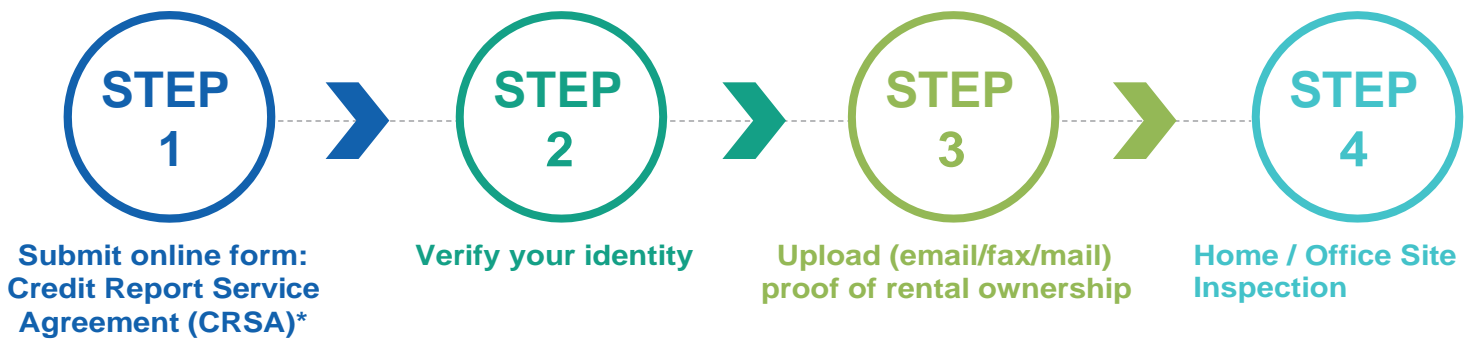 STEP
1
STEP
2
STEP
3
STEP
4
Submit online form:
Credit Report Service
Agreement (CRSA)*
Verify your identity
Upload (email/fax/mail)
proof of rental ownership
Home / Office Site
Inspection